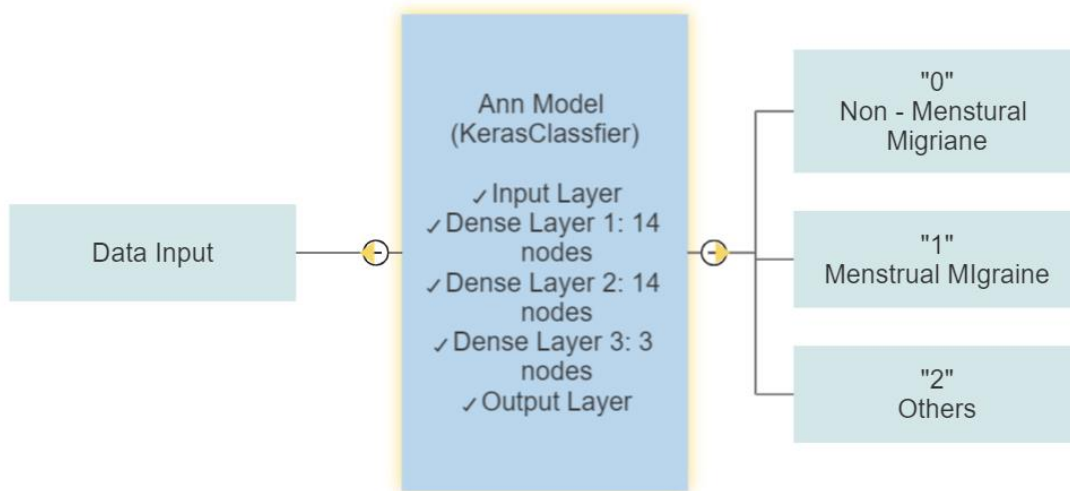 Data Input
Ann Model
(KerasClassfier)
✓Input Layer
✓Dense Layer 1: 14
nodes
✓Dense Layer 2: 14
nodes
✓Dense Layer 3: 3
nodes
✓Output Layer
"0"
Non - Menstural
Migriane
"1"
Menstrual MIgraine
"2"
Others